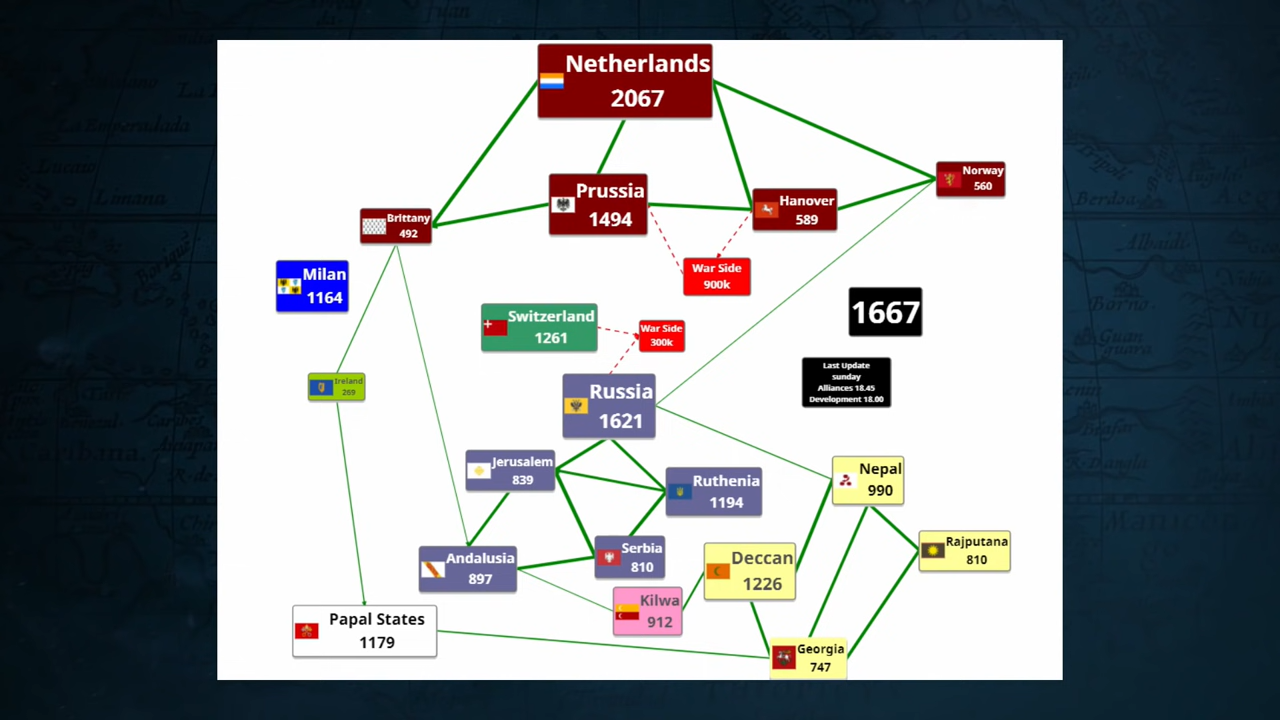 Netherlands
2067
Norway
560
Prussia
1494
Hanover
589
Brittany
492
War Side
900k
Milan
1164
1667
Switzerland
1261
War Side
300k
Last Update
sunday
Alliances 18.45
Development 18.00
Ireland
269
Russia
1621
Jerusalem
839
Nepal
990
Ruthenia
1194
Rajputana
810
Serbia
810
Andalusia
897
Deccan
1226
Kilwa
912
Papal States
1179
Georgia
747